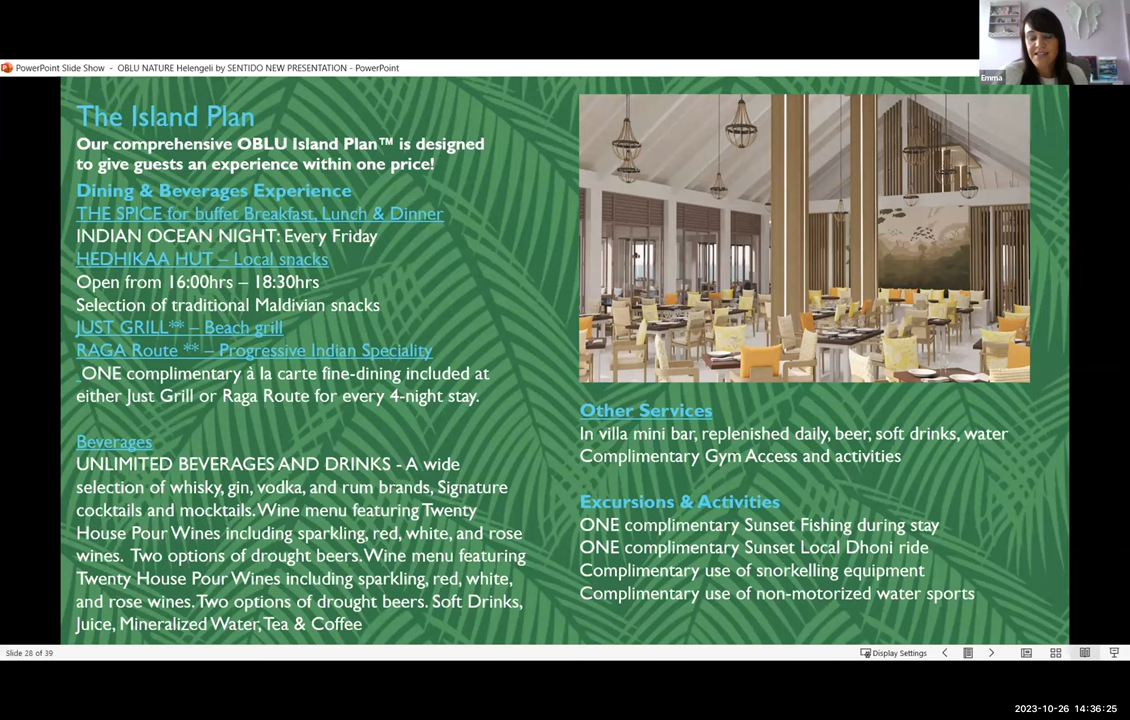 Emma
PowerPoint Slide Show - OBLU NATURE Helengeli by SENTIDO NEW PRESENTATION - PowerPoint
The Island Plan
Our comprehensive OBLU Island Plan™ is designed
to give guests an experience within one price!
Dining & Beverages Experience
THE SPICE for buffet Breakfast, Lunch & Dinner
INDIAN OCEAN NIGHT: Every Friday
HEDHIKAA HUT – Local snacks
Open from 16:00hrs – 18:30hrs
Selection of traditional Maldivian snacks
JUST GRILL** – Beach grill
RAGA Route ** – Progressive Indian Speciality
ONE complimentary à la carte fine-dining included at
either Just Grill or Raga Route for every 4-night stay.
Beverages
UNLIMITED BEVERAGES AND DRINKS - A wide
selection of whisky, gin, vodka, and rum brands, Signature
cocktails and mocktails. Wine menu featuring Twenty
House Pour Wines including sparkling, red, white, and rose
wines. Two options of drought beers. Wine menu featuring
Twenty House Pour Wines including sparkling, red, white,
and rose wines. Two options of drought beers. Soft Drinks,
Juice, Mineralized Water, Tea & Coffee
Other Services
In villa mini bar, replenished daily, beer, soft drinks, water
Complimentary Gym Access and activities
Excursions & Activities
ONE complimentary Sunset Fishing during stay
ONE complimentary Sunset Local Dhoni ride
Complimentary use of snorkelling equipment
Complimentary use of non-motorized water sports
Slide 28 of 39
Display Settings
2023-10-26 14:36:25